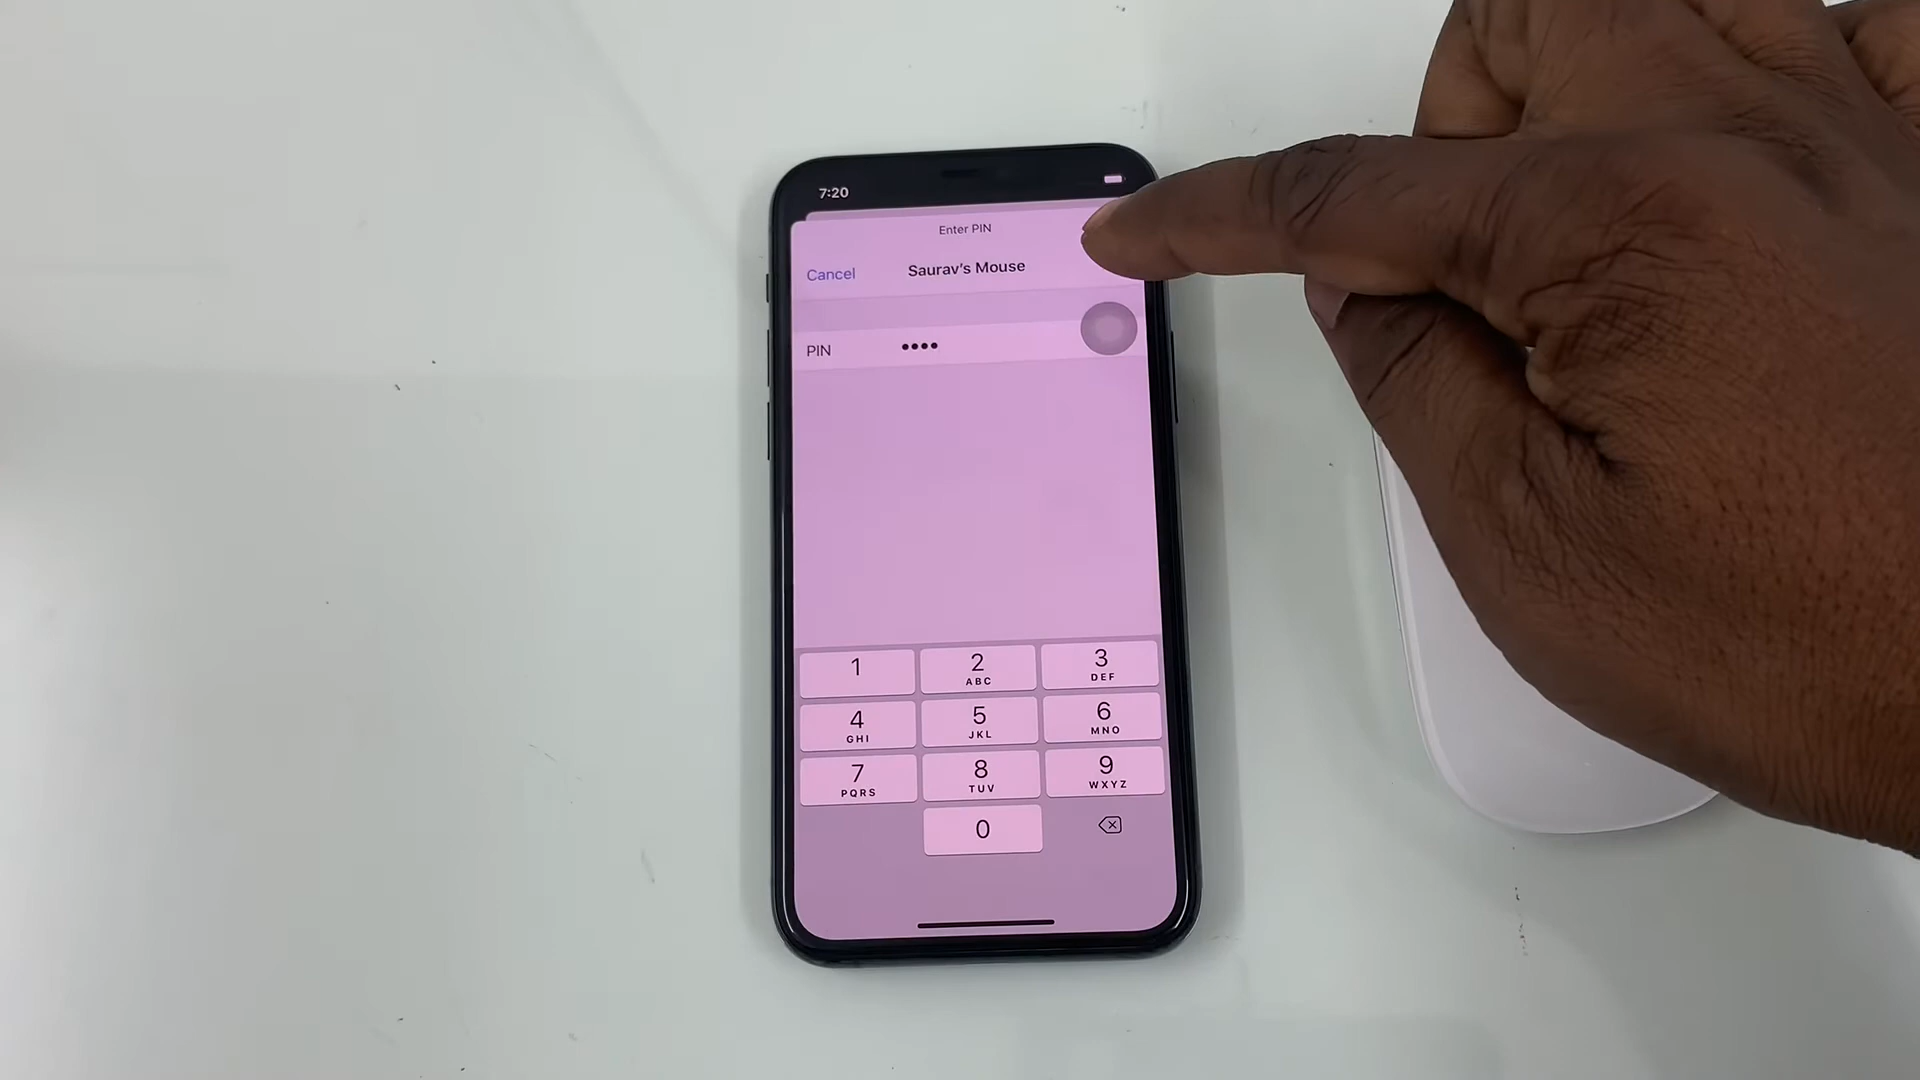 7:20
Enter PIN
Cancel Saurav's Mouse
PIN ••••
1 2 3
ABC DEF
4 5 6
GHI JKL MNO
7 8 9
PQRS TUV WXYZ
0